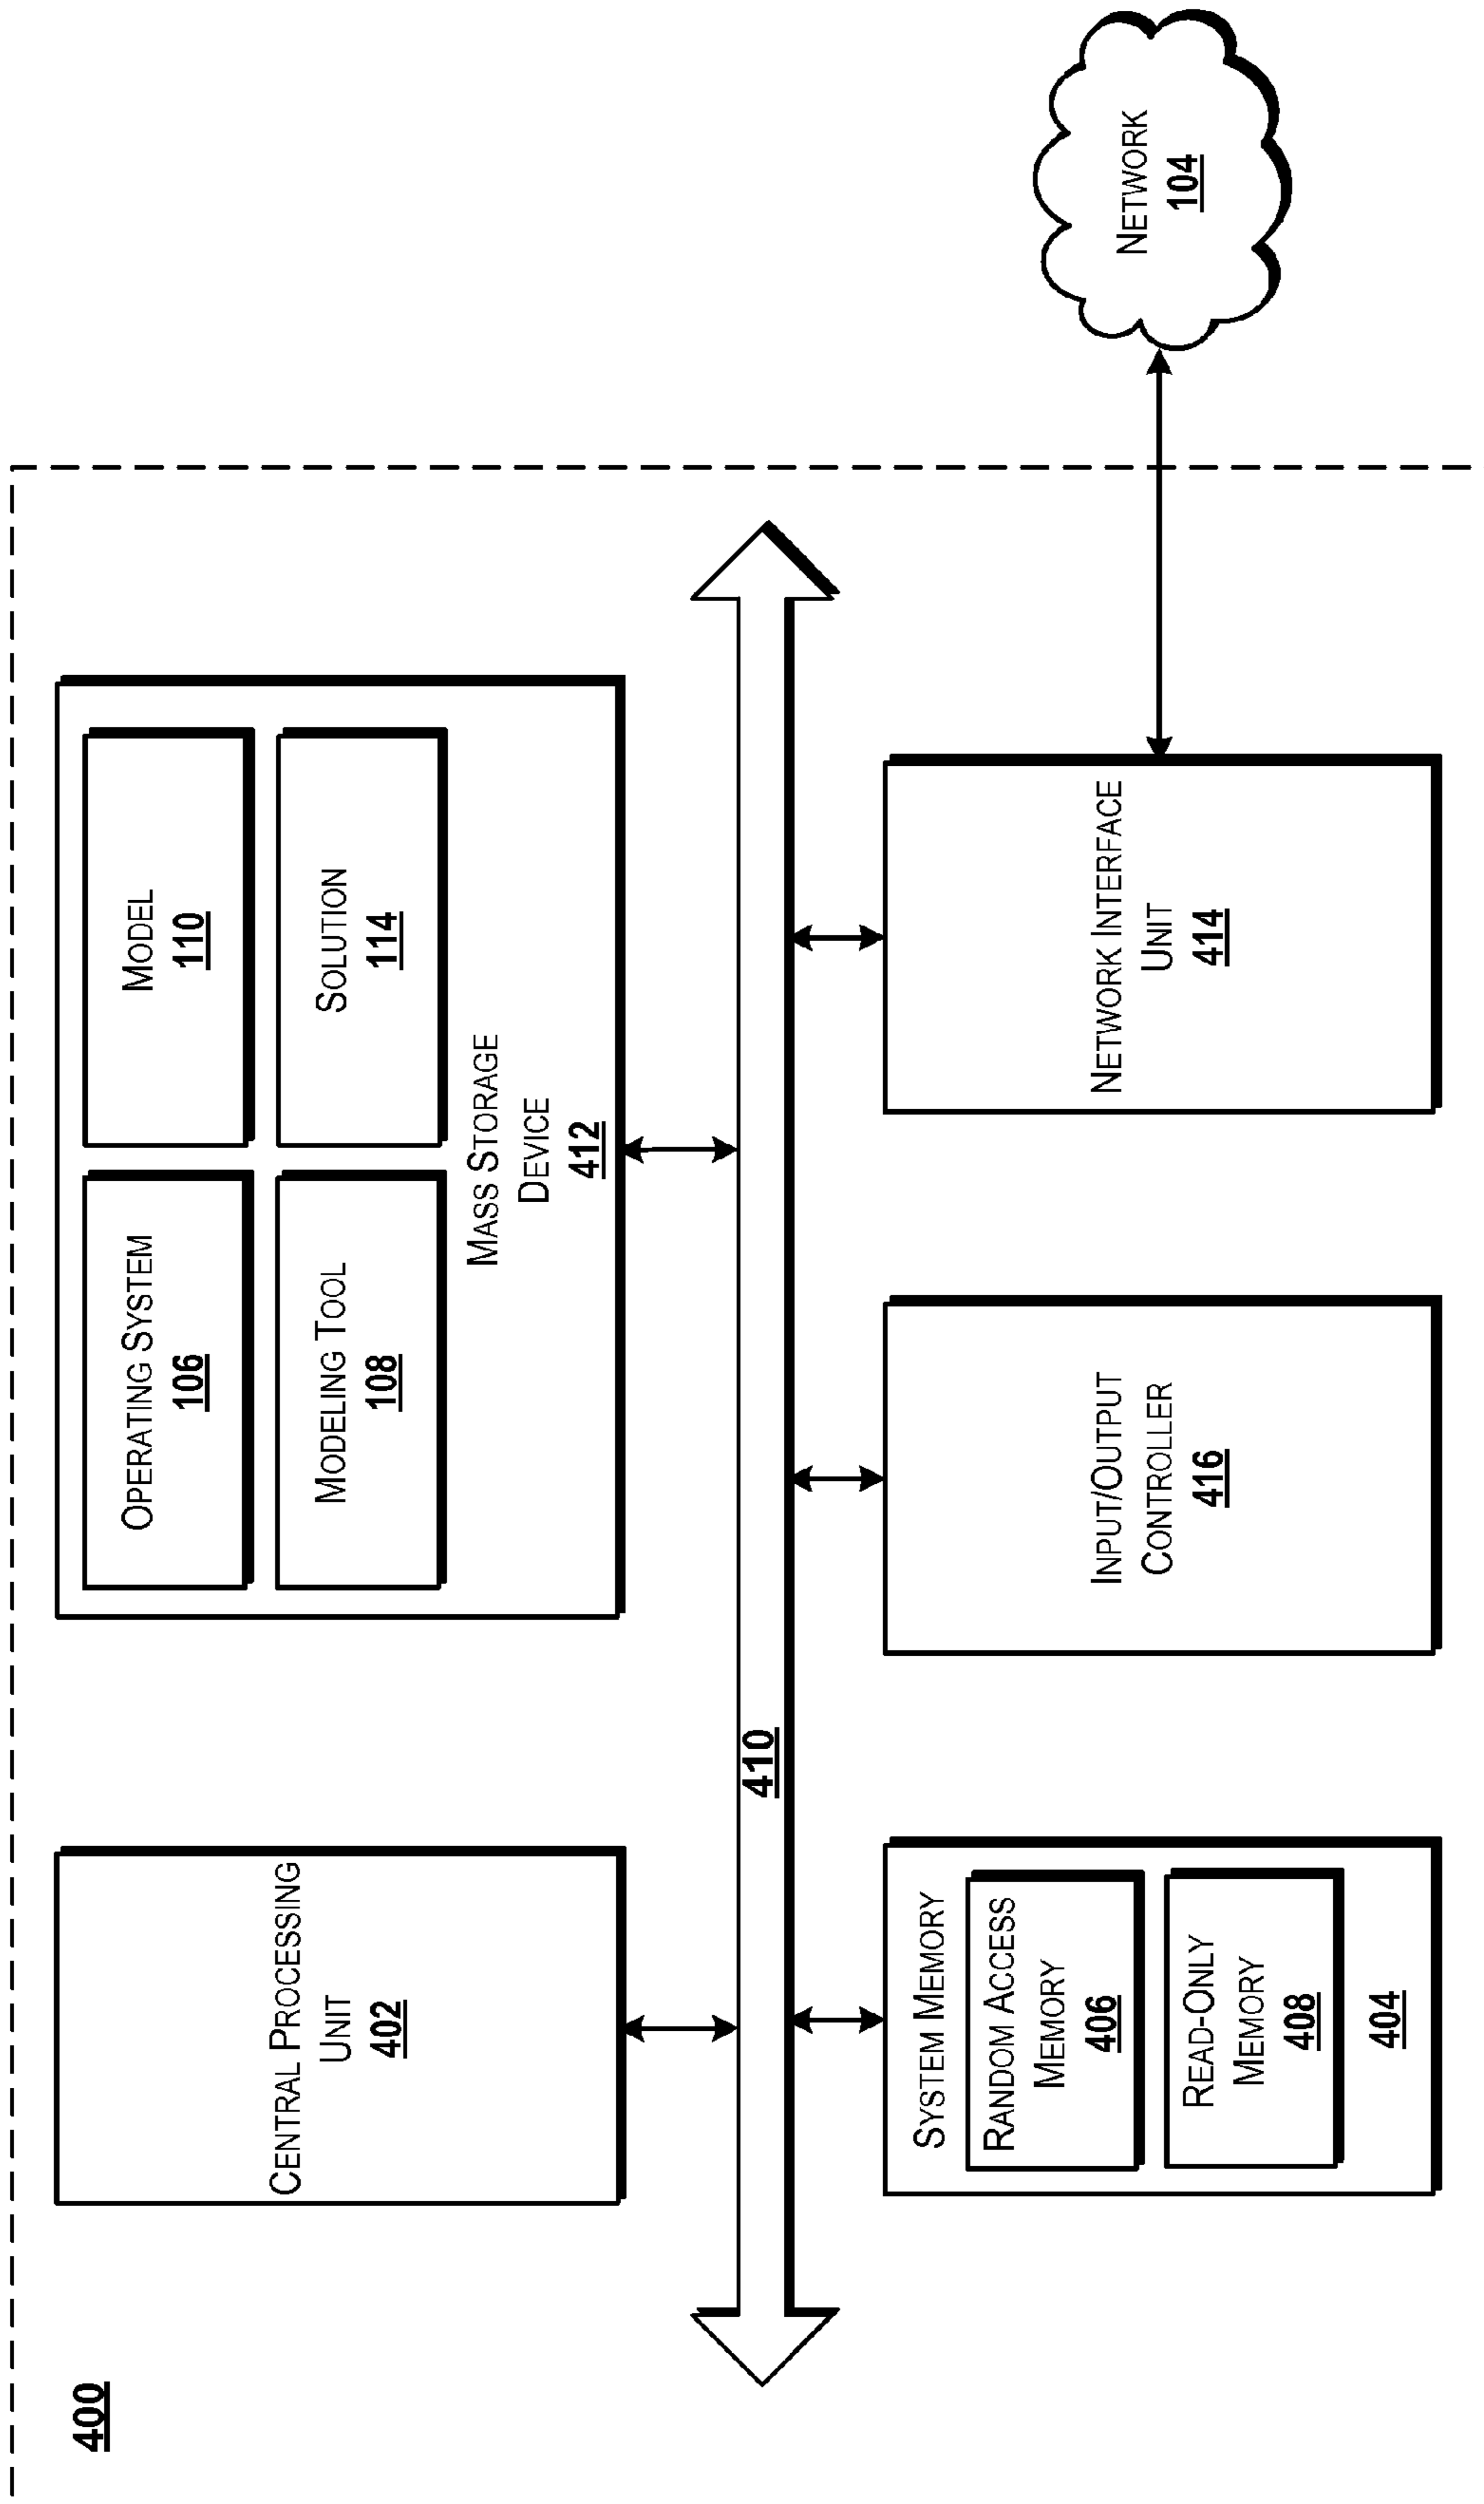 400
CENTRAL PROCESSING
UNIT
402
OPERATING SYSTEM
106
MODEL
110
MODELING TOOL
108
SOLUTION
114
MASS STORAGE
DEVICE
412
410
SYSTEM MEMORY
RANDOM ACCESS
MEMORY
406
READ-ONLY
MEMORY
408
404
INPUT/OUTPUT
CONTROLLER
416
NETWORK INTERFACE
UNIT
414
NETWORK
104